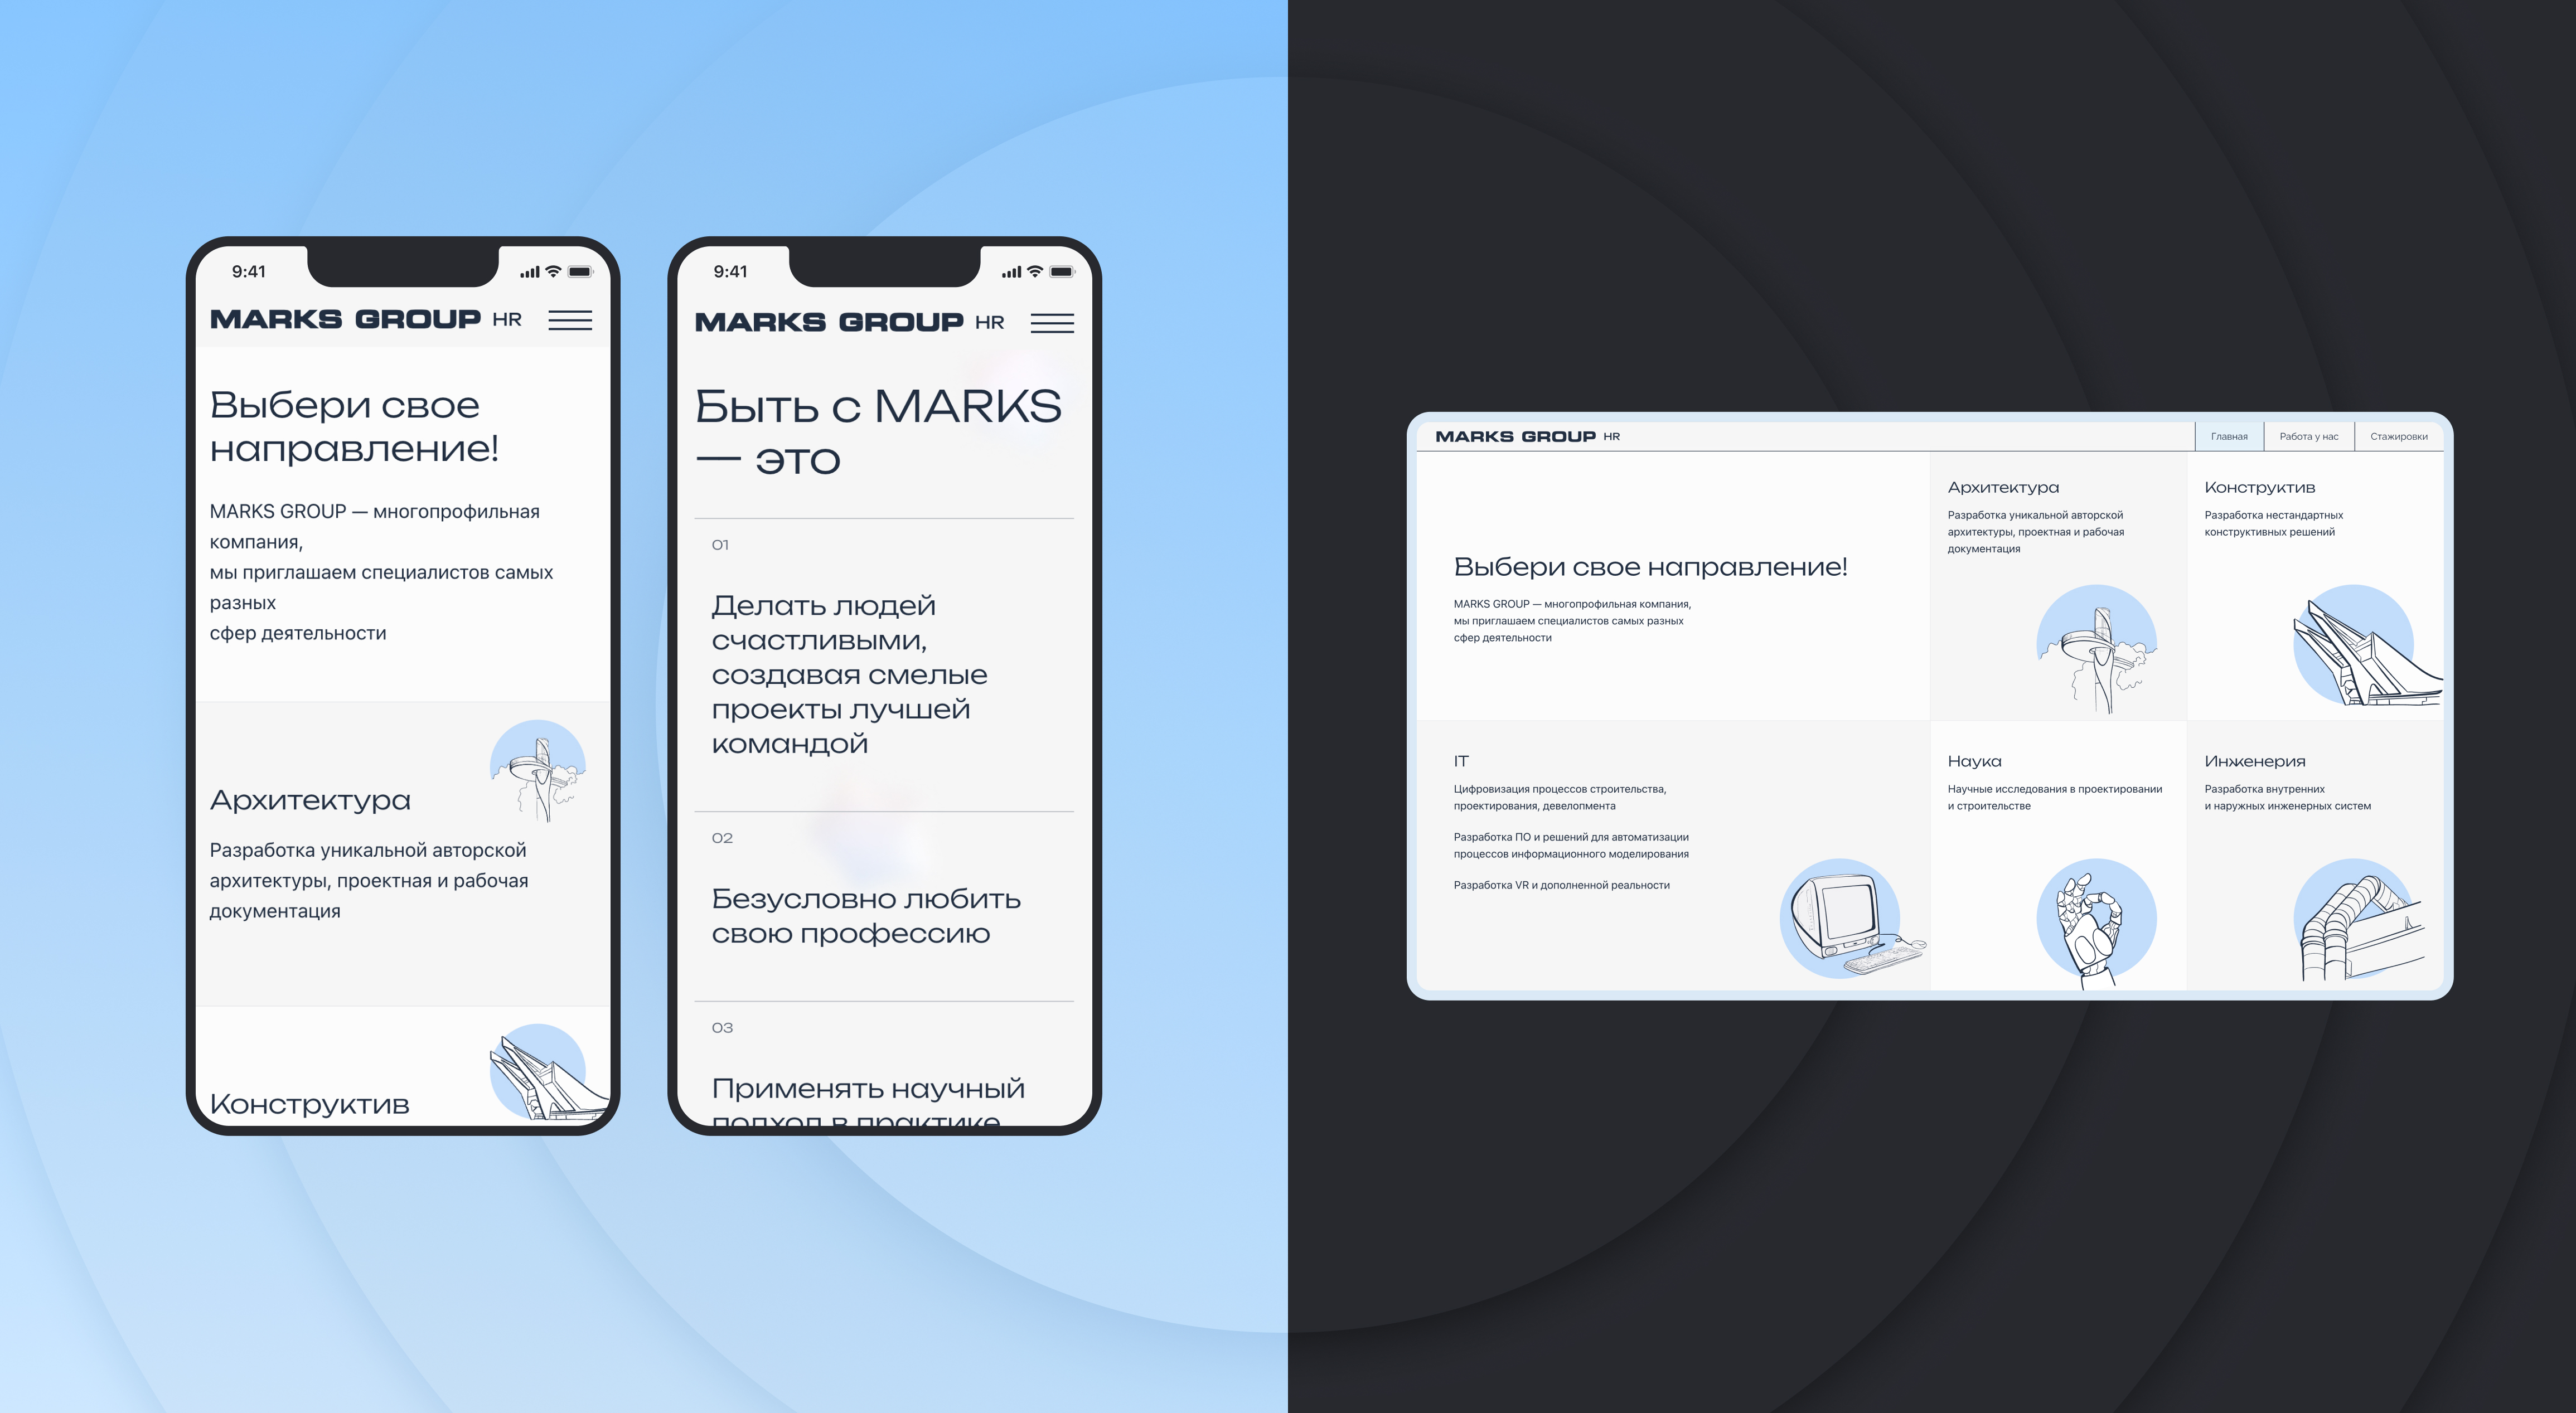 9:41
MARKS GROUP HR
Выбери свое
направление!
MARKS GROUP — многопрофильная
компания,
мы приглашаем специалистов самых
разных
сфер деятельности
Архитектура
Разработка уникальной авторской
архитектуры, проектная и рабочая
документация
Конструктив
9:41
MARKS GROUP HR
Быть с MARKS
— это
01
Делать людей
счастливыми,
создавая смелые
проекты лучшей
командой
02
Безусловно любить
свою профессию
03
Применять научный
подход в практике
MARKS GROUP HR
Главная
Работа у нас
Стажировки
Выбери свое направление!
MARKS GROUP — многопрофильная компания,
мы приглашаем специалистов самых разных
сфер деятельности
Архитектура
Разработка уникальной авторской
архитектуры, проектная и рабочая
документация
Конструктив
Разработка нестандартных
конструктивных решений
IT
Цифровизация процессов строительства,
проектирования, девелопмента
Разработка ПО и решений для автоматизации
процессов информационного моделирования
Разработка VR и дополненной реальности
Наука
Научные исследования в проектировании
и строительстве
Инженерия
Разработка внутренних
и наружных инженерных систем